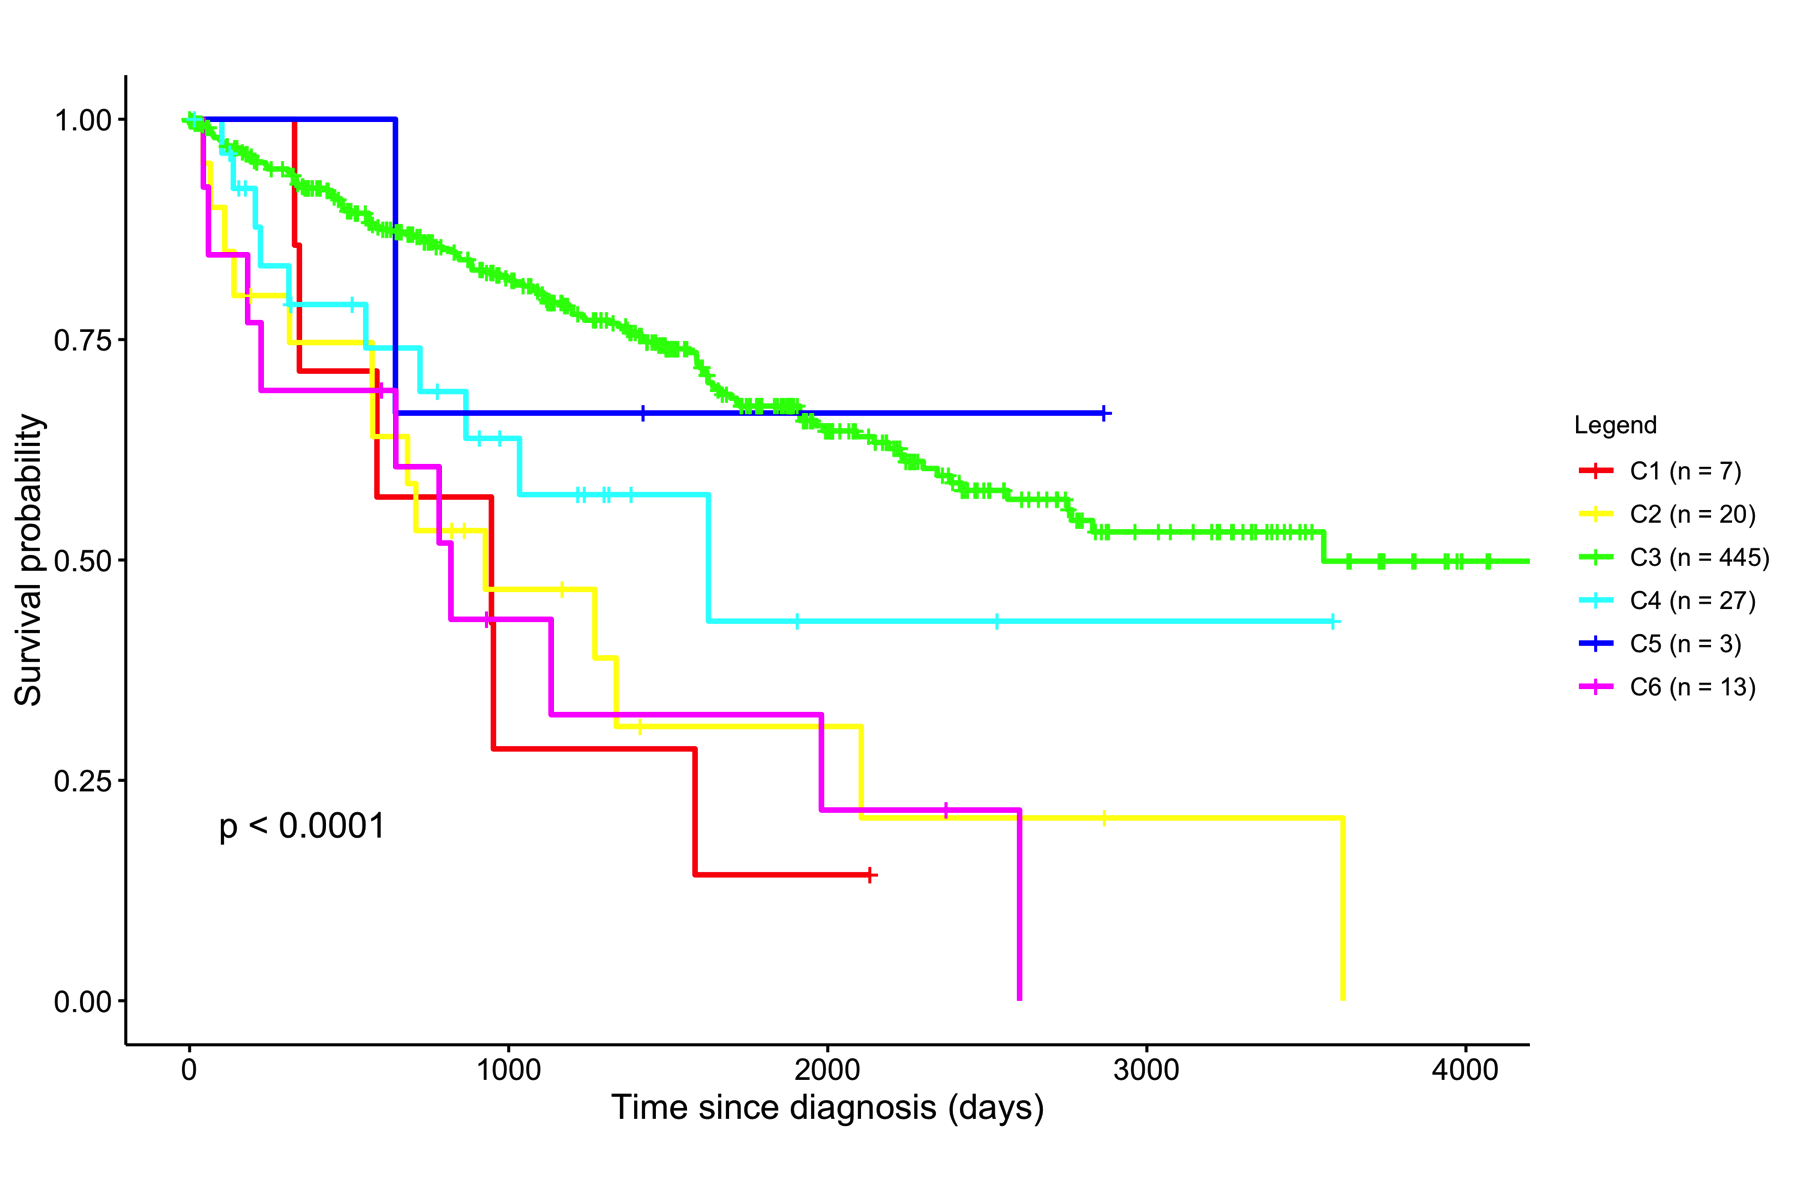 Survival probability
1.00
0.75
0.50
0.25
0.00
p < 0.0001
0 1000 2000 3000 4000
Time since diagnosis (days)
Legend
C1 (n = 7)
C2 (n = 20)
C3 (n = 445)
C4 (n = 27)
C5 (n = 3)
C6 (n = 13)